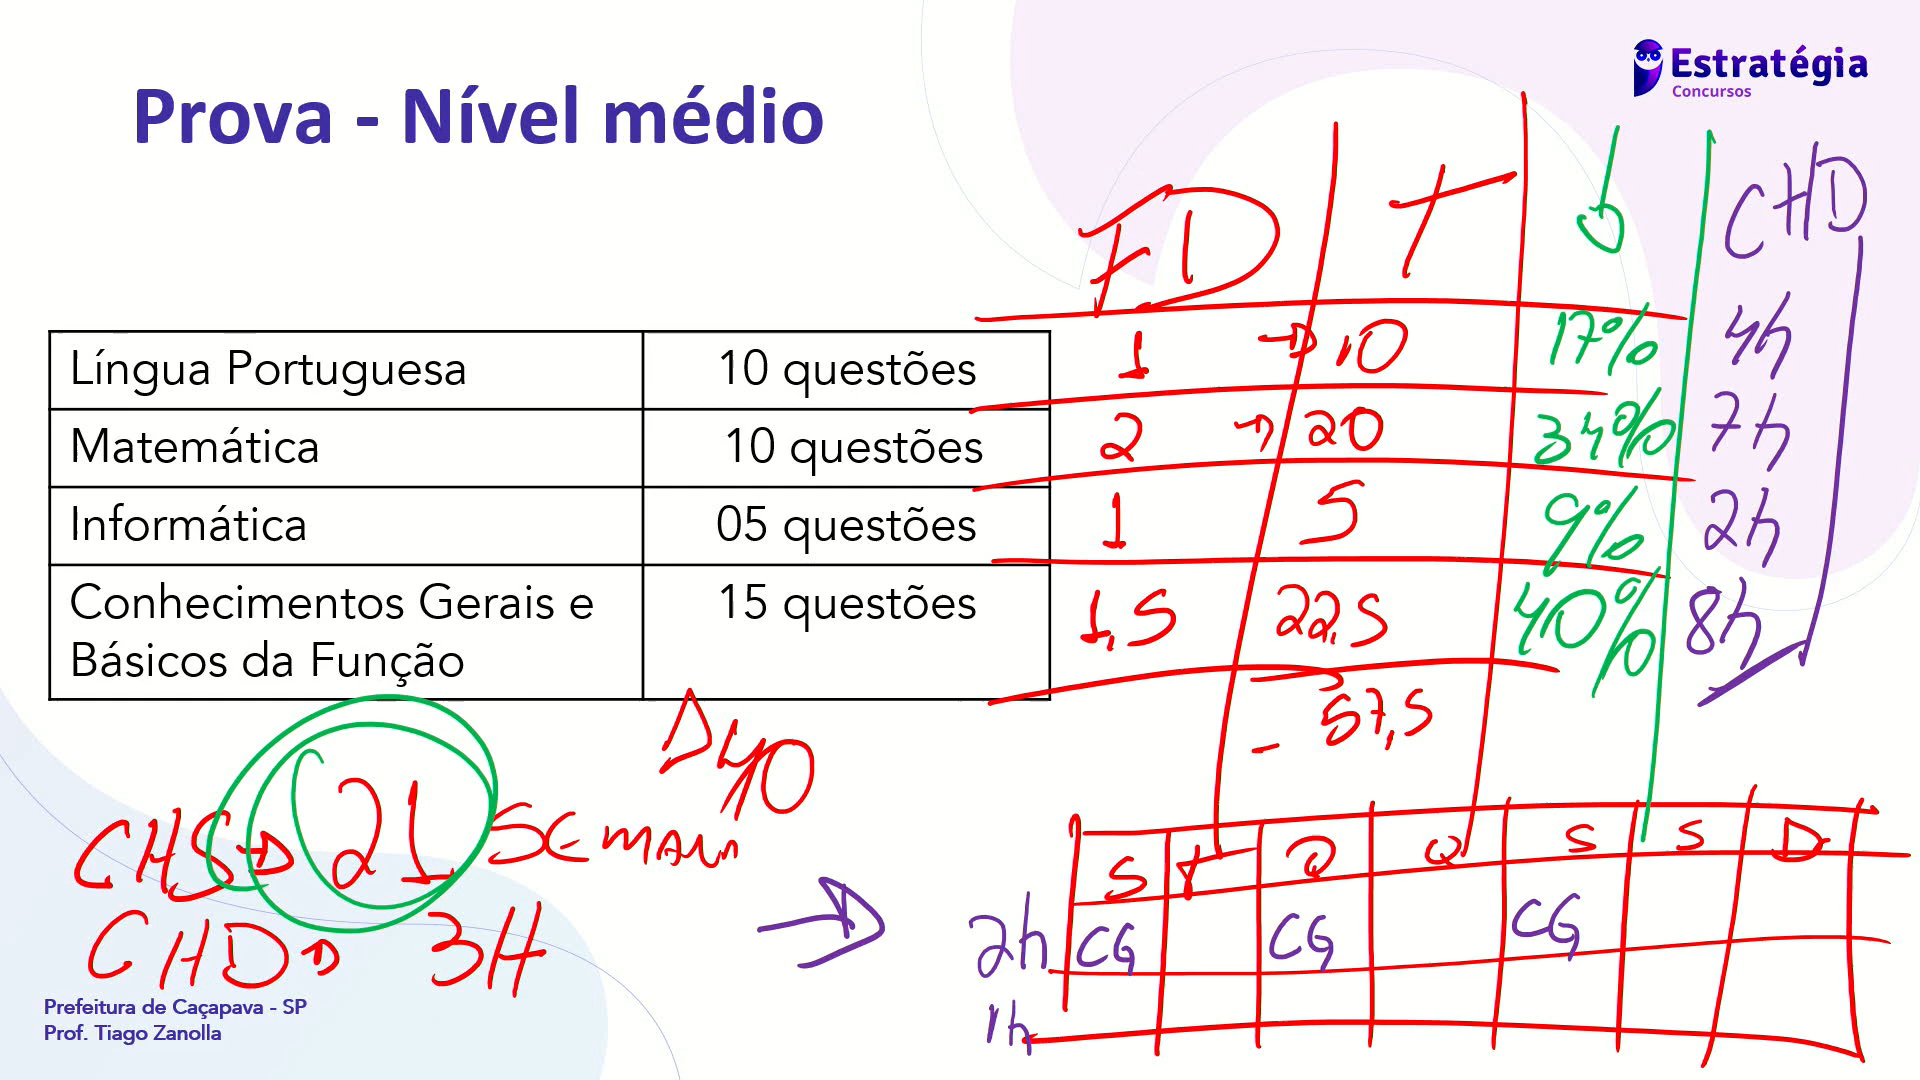 Estratégia
Concursos
Prova - Nível médio
FD T CHD
Língua Portuguesa 10 questões 1 → 10 17% 4h
Matemática 10 questões 2 → 20 34% 7h
Informática 05 questões 1 5 9% 2h
Conhecimentos Gerais e 15 questões 1,5 22,5 40% 8h
Básicos da Função
57,5
40
CHS → 21 SEMANA
CHD → 3H
S T Q Q S S D
2h CG CG CG
1h
Prefeitura de Caçapava - SP
Prof. Tiago Zanolla